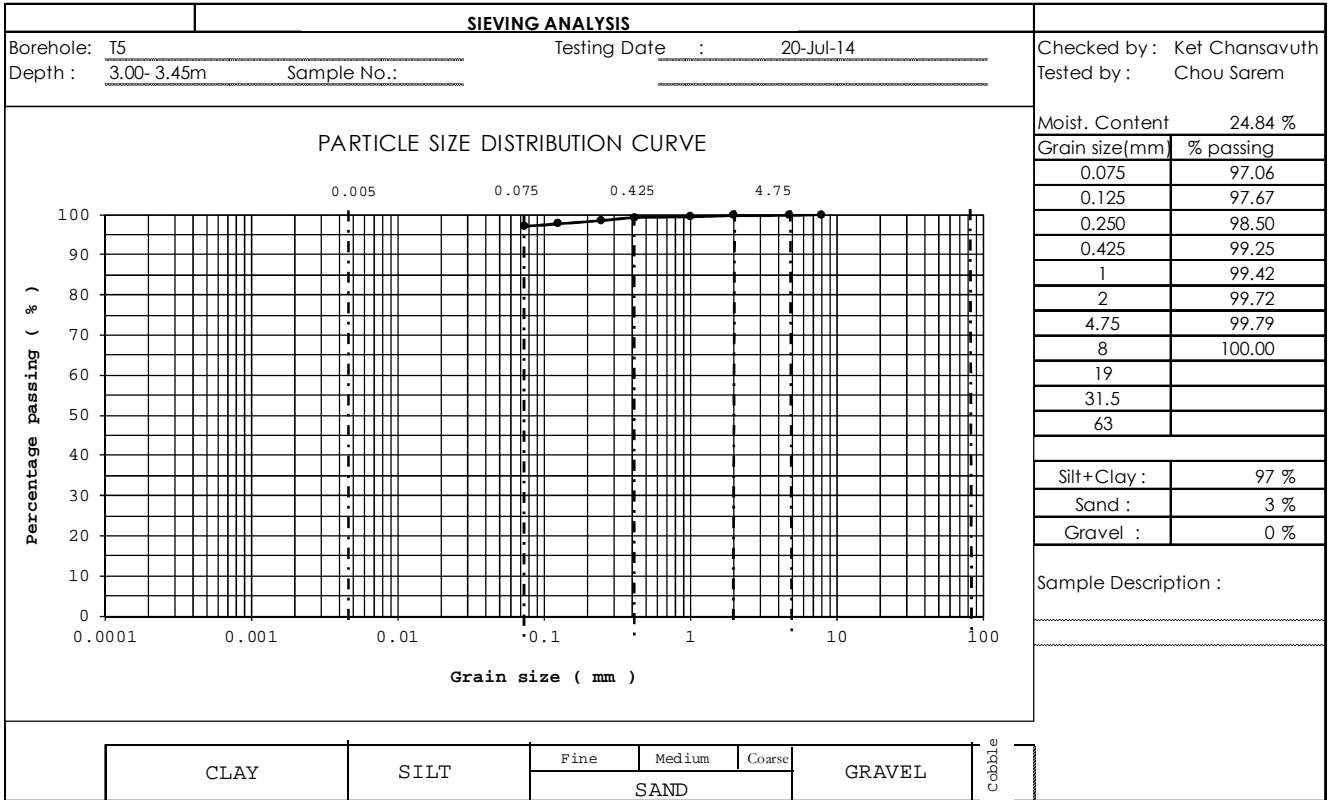 SIEVING ANALYSIS
Borehole: T5 Testing Date : 20-Jul-14
Depth : 3.00- 3.45m Sample No.:
Checked by : Ket Chansavuth
Tested by : Chou Sarem
Moist. Content 24.84 %
Grain size(mm) % passing
0.075 97.06
0.125 97.67
0.250 98.50
0.425 99.25
1 99.42
2 99.72
4.75 99.79
8 100.00
19
31.5
63
Silt+Clay : 97 %
Sand : 3 %
Gravel : 0 %
Sample Description :
PARTICLE SIZE DISTRIBUTION CURVE
0.005 0.075 0.425 4.75
100
90
80
70
60
50
40
30
20
10
0
Percentage passing ( % )
0.0001 0.001 0.01 0.1 1 10 100
Grain size ( mm )
CLAY SILT Fine Medium Coarse GRAVEL Cobble
SAND